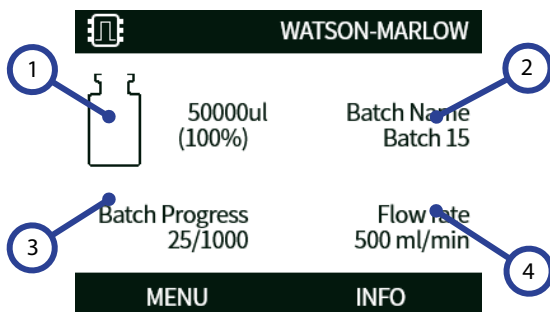 WATSON-MARLOW
1
2
50000ul
(100%)
Batch Name
Batch 15
3
Batch Progress
25/1000
Flow rate
500 ml/min
4
MENU
INFO